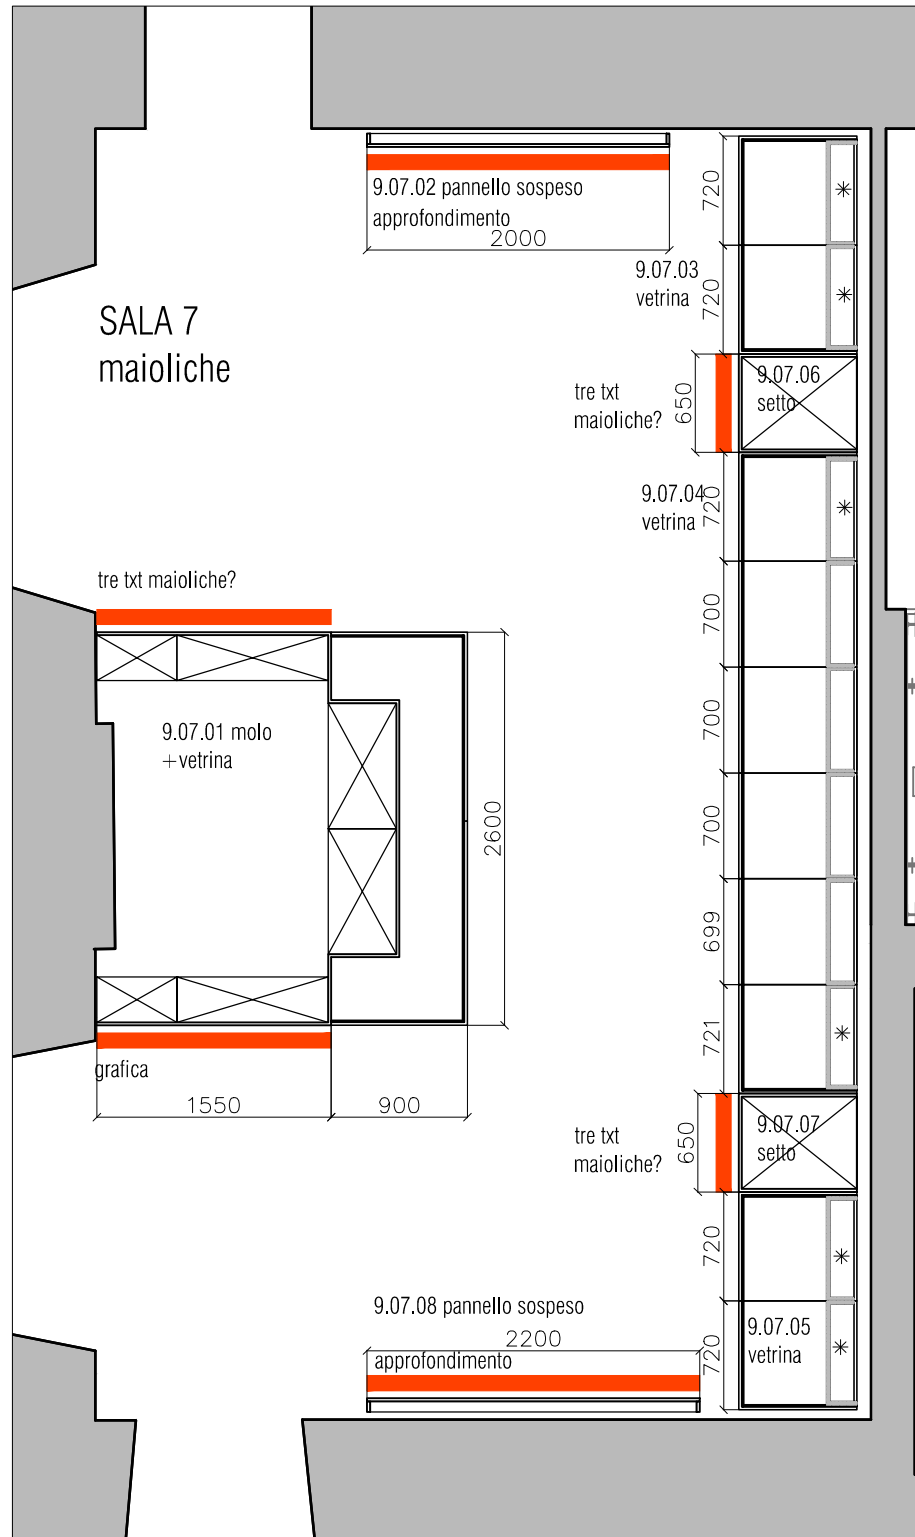 9.07.02 pannello sospeso
approfondimento
2000
720
9.07.03
vetrina
720
SALA 7
maioliche
tre txt
maioliche?
650
9.07.06
setto
9.07.04
vetrina
720
tre txt maioliche?
700
9.07.01 molo
+vetrina
700
2600
700
699
721
grafica
1550
900
tre txt
maioliche?
650
9.07.07
setto
720
9.07.08 pannello sospeso
2200
approfondimento
720
9.07.05
vetrina